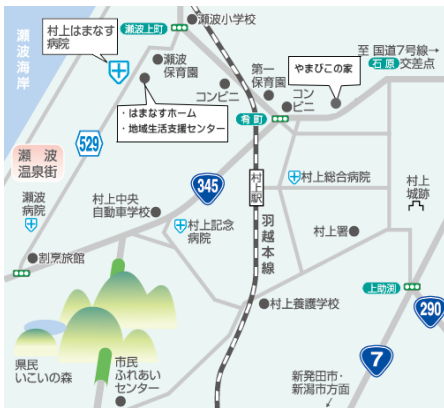 瀬波海岸
村上はまなす
病院
瀬波上町
瀬波小学校
瀬波
保育園
コンビニ
・はまなすホーム
・地域生活支援センター
第一
保育園
コン
ビニ
やまびこの家
至 国道7号線→
石原 交差点
肴町
529
瀬波
温泉街
瀬波
病院
345
村上中央
自動車学校
村上記念
病院
村上駅
羽越本線
村上総合病院
村上
城跡
村上署
割烹旅館
上助渕
290
村上養護学校
7
県民
いこいの森
市民
ふれあい
センター
新発田市・
新潟市方面